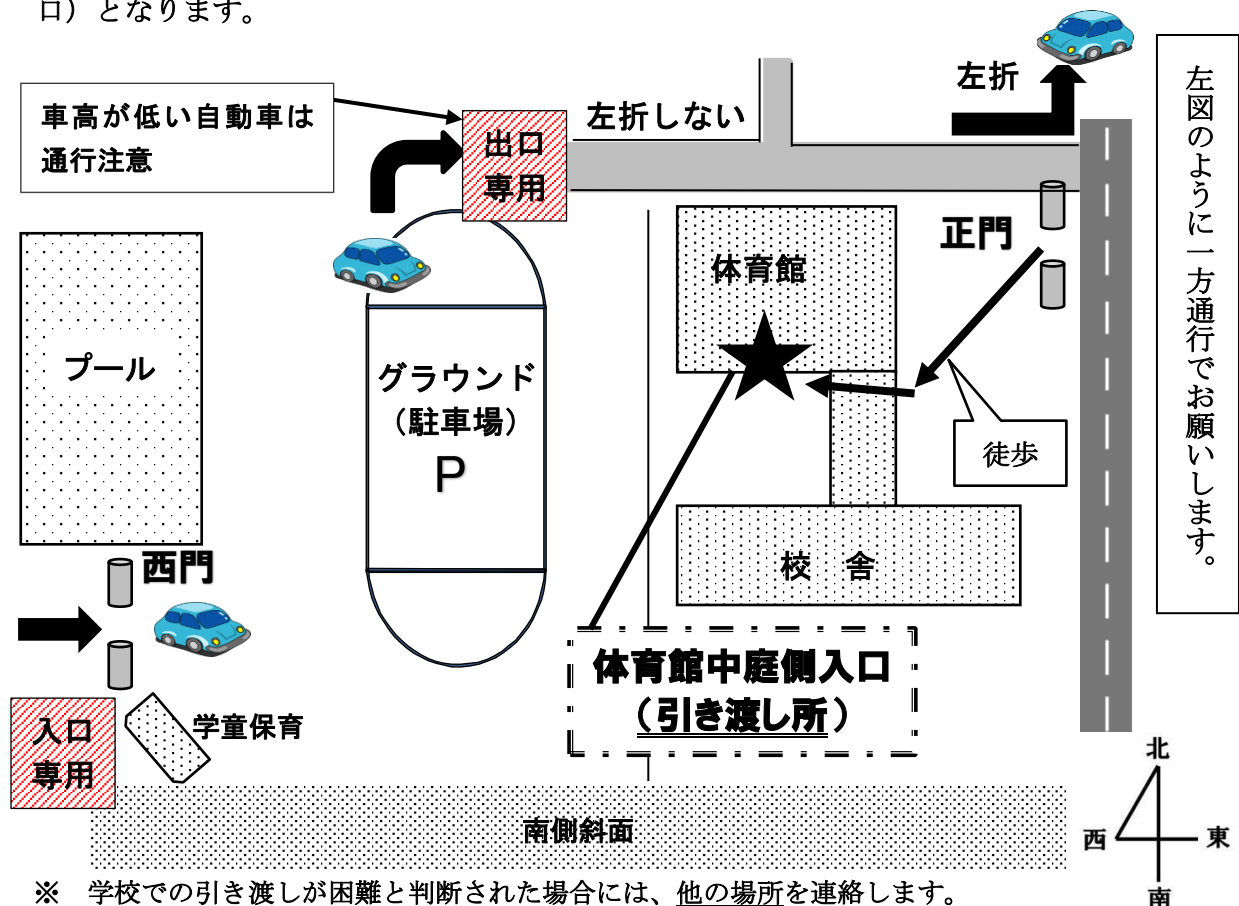 口）となります。
車高が低い自動車は
通行注意
出口
専用
左折しない
左折
左図のように一方通行でお願いします。
正門
体育館
プール
グラウンド
（駐車場）
P
徒歩
西門
校　舎
体育館中庭側入口
（引き渡し所）
入口
専用
学童保育
南側斜面
北
西
東
南
※　学校での引き渡しが困難と判断された場合には、他の場所を連絡します。